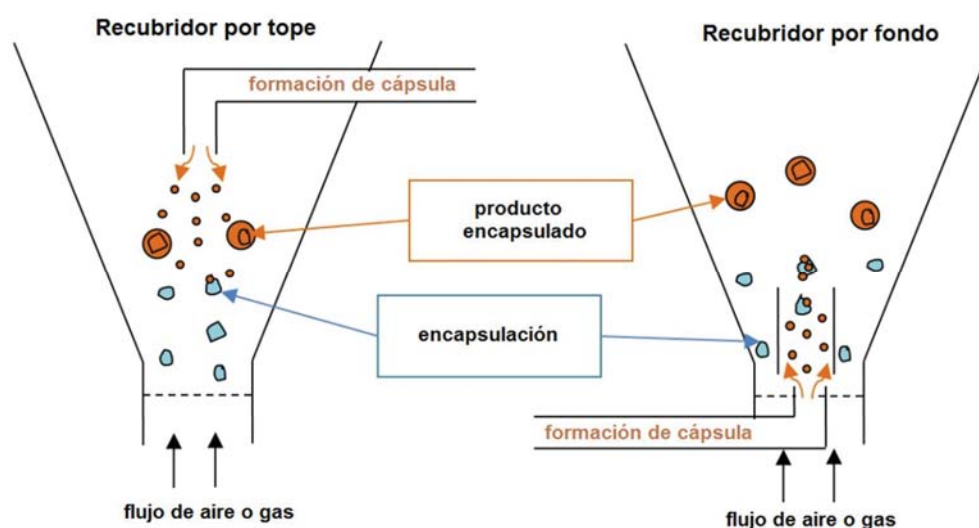 Recubridor por tope
Recubridor por fondo
formación de cápsula
producto
encapsulado
encapsulación
formación de cápsula
flujo de aire o gas
flujo de aire o gas